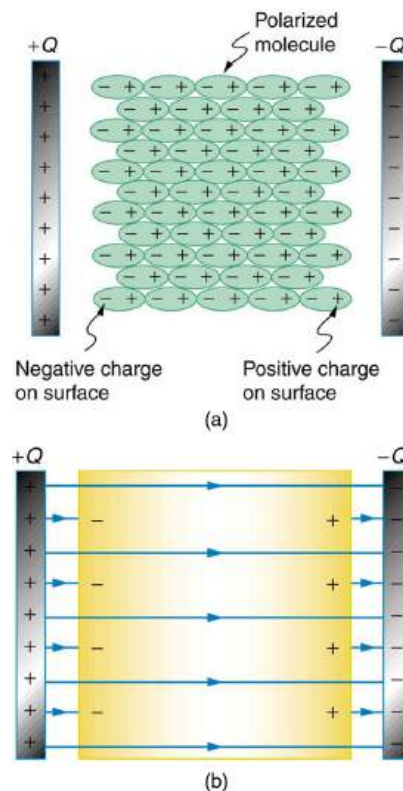 Polarized
molecule
+Q
−Q
Negative charge
on surface
Positive charge
on surface
(a)
+Q
−Q
(b)